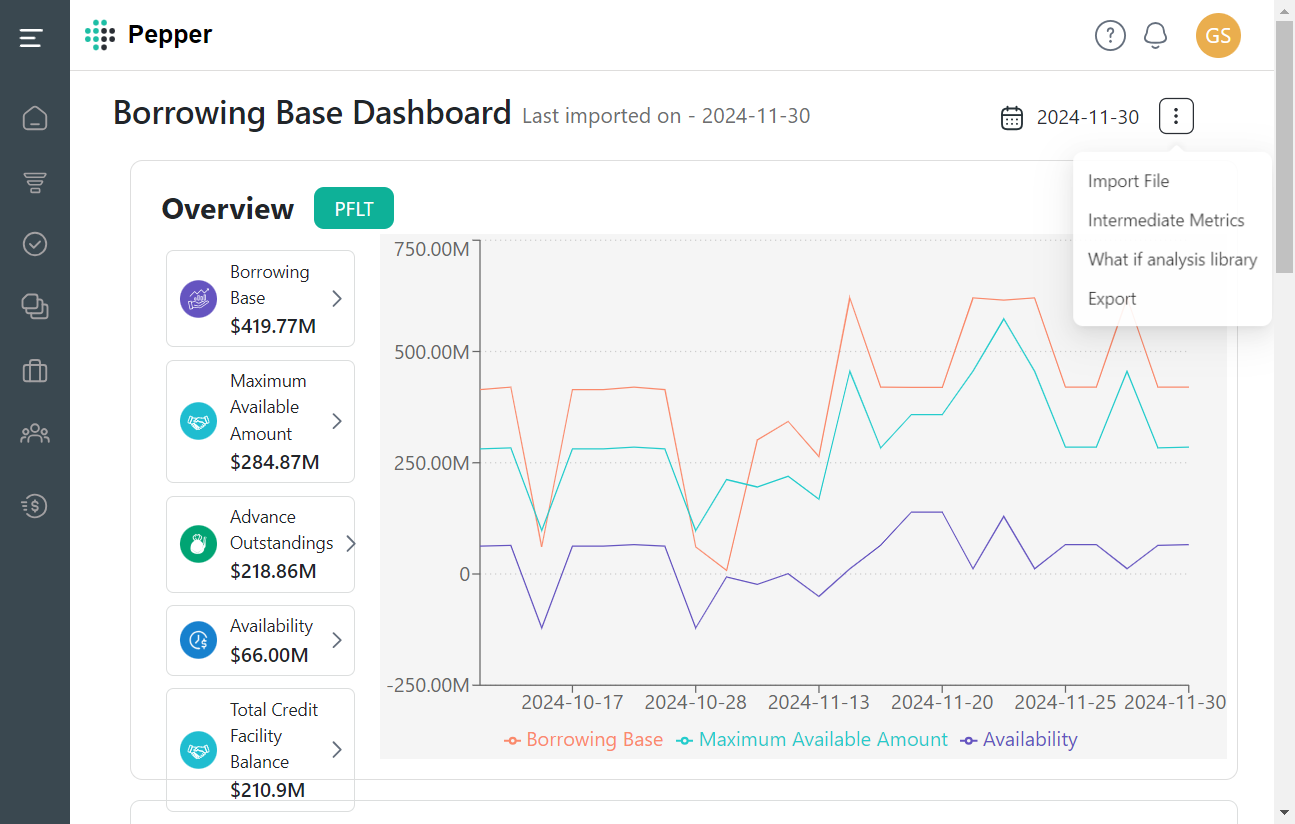 Pepper
?
GS
Borrowing Base Dashboard
Last imported on - 2024-11-30
2024-11-30
Import File
Intermediate Metrics
What if analysis library
Export
Overview
PFLT
Borrowing
Base
$419.77M
Maximum
Available
Amount
$284.87M
Advance
Outstandings
$218.86M
Availability
$66.00M
Total Credit
Facility
Balance
$210.9M
750.00M
500.00M
250.00M
0
-250.00M
2024-10-17 2024-10-28 2024-11-13 2024-11-20 2024-11-25 2024-11-30
Borrowing Base Maximum Available Amount Availability